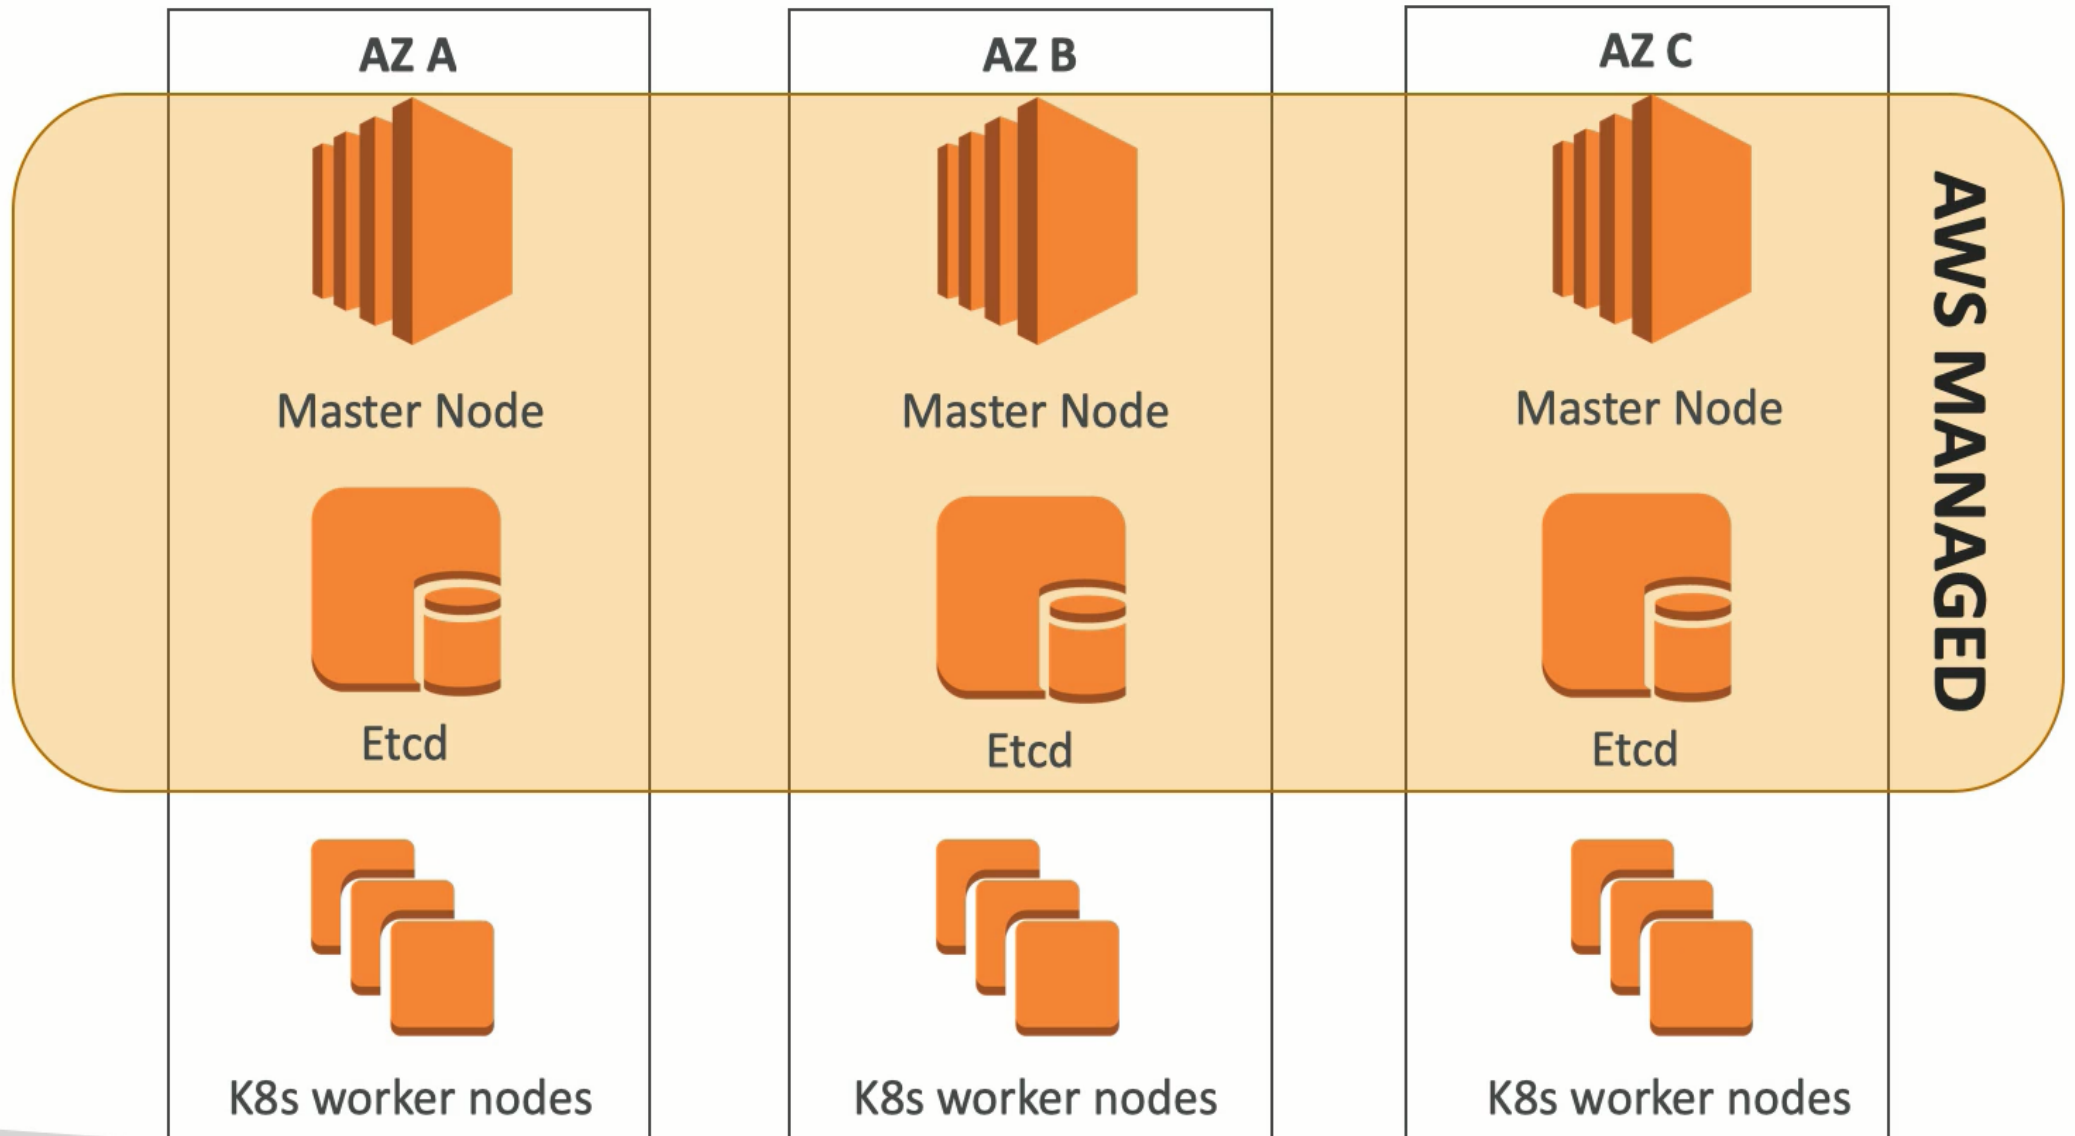 AZ A
AZ B
AZ C
Master Node
Master Node
Master Node
AWS MANAGED
Etcd
Etcd
Etcd
K8s worker nodes
K8s worker nodes
K8s worker nodes